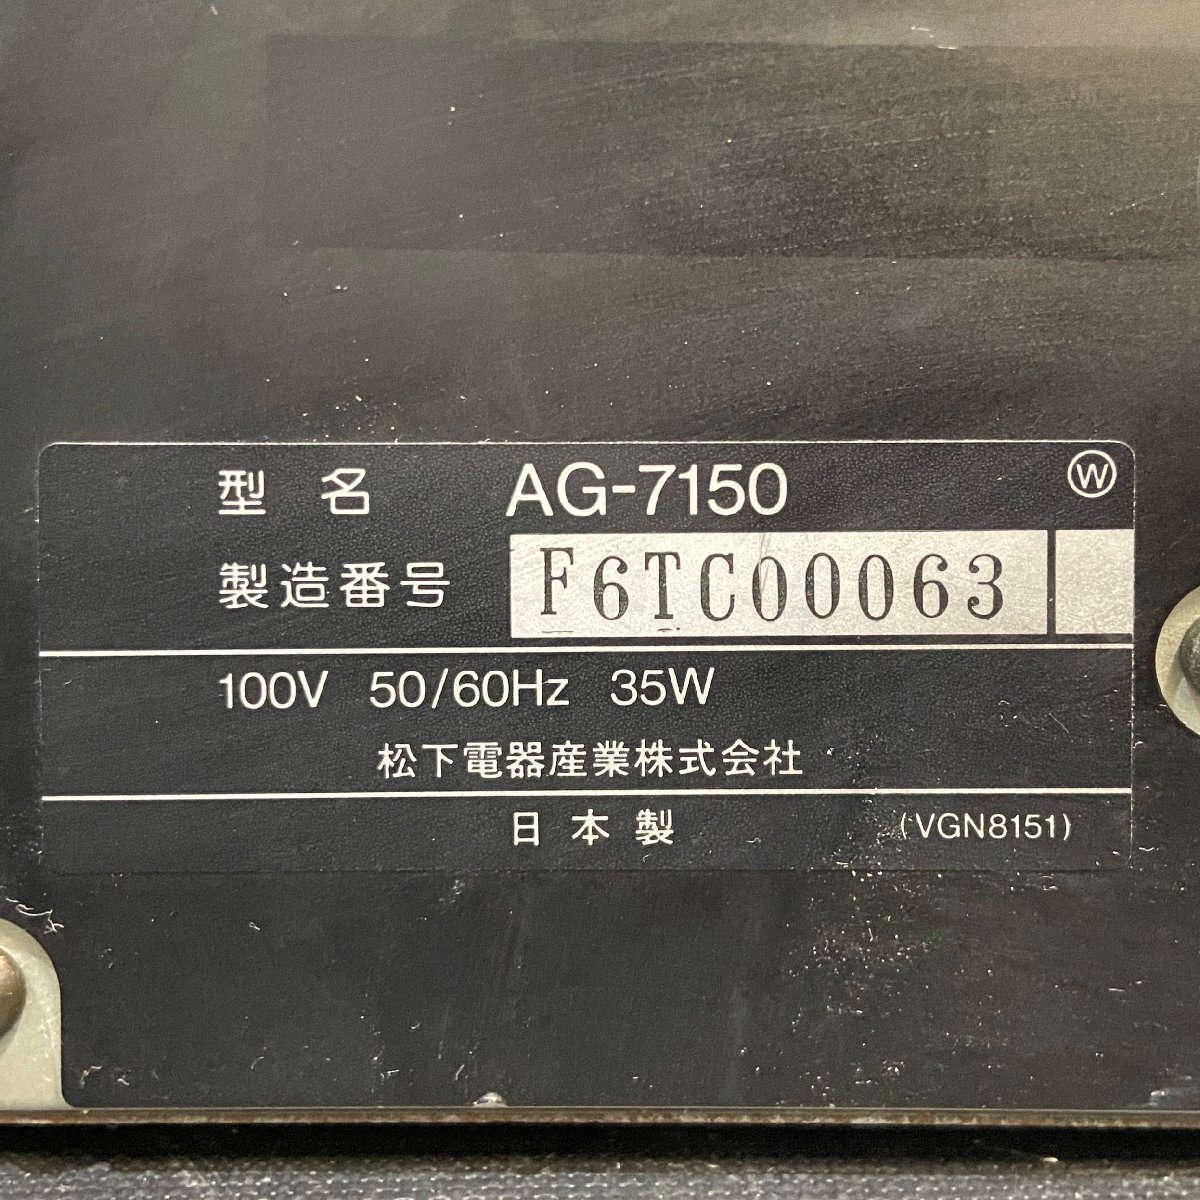 型名 AG-7150 Ⓦ
製造番号 F6TC00063
100V 50/60Hz 35W
松下電器産業株式会社
日本製 (VGN8151)